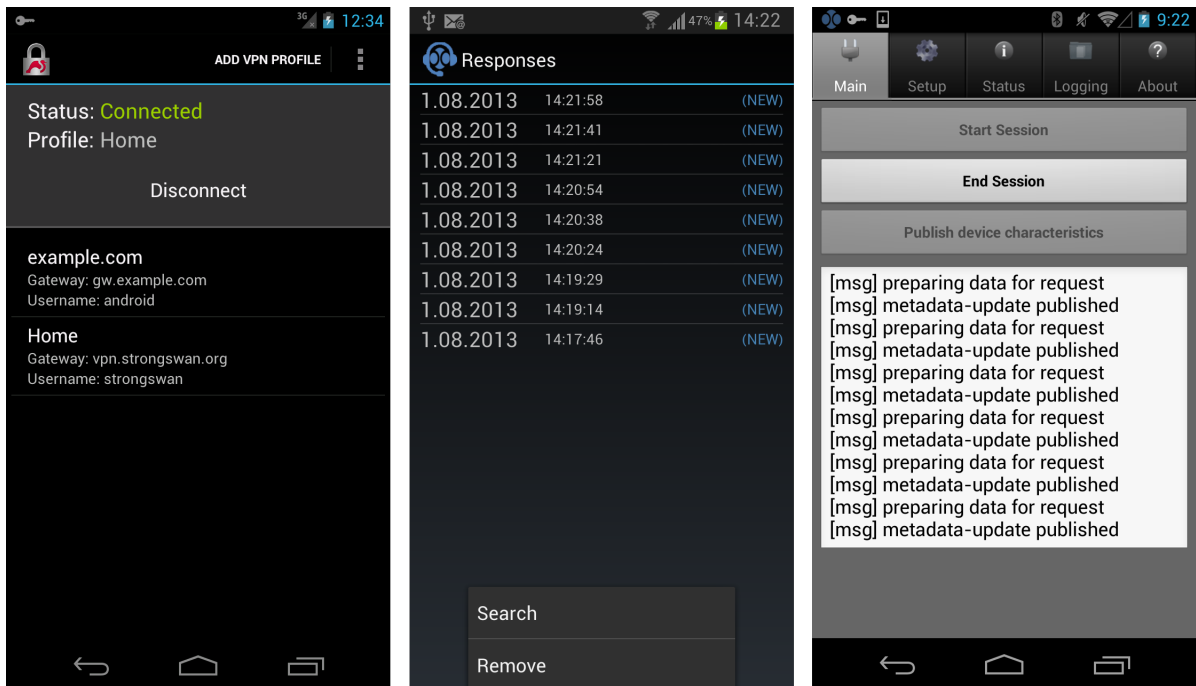 3G 12:34
ADD VPN PROFILE
Status: Connected
Profile: Home
Disconnect
example.com
Gateway: gw.example.com
Username: android
Home
Gateway: vpn.strongswan.org
Username: strongswan
47% 14:22
Responses
1.08.2013 14:21:58 (NEW)
1.08.2013 14:21:41 (NEW)
1.08.2013 14:21:21 (NEW)
1.08.2013 14:20:54 (NEW)
1.08.2013 14:20:38 (NEW)
1.08.2013 14:20:24 (NEW)
1.08.2013 14:19:29 (NEW)
1.08.2013 14:19:14 (NEW)
1.08.2013 14:17:46 (NEW)
Search
Remove
9:22
Main Setup Status Logging About
Start Session
End Session
Publish device characteristics
[msg] preparing data for request
[msg] metadata-update published
[msg] preparing data for request
[msg] metadata-update published
[msg] preparing data for request
[msg] metadata-update published
[msg] preparing data for request
[msg] metadata-update published
[msg] preparing data for request
[msg] metadata-update published
[msg] preparing data for request
[msg] metadata-update published